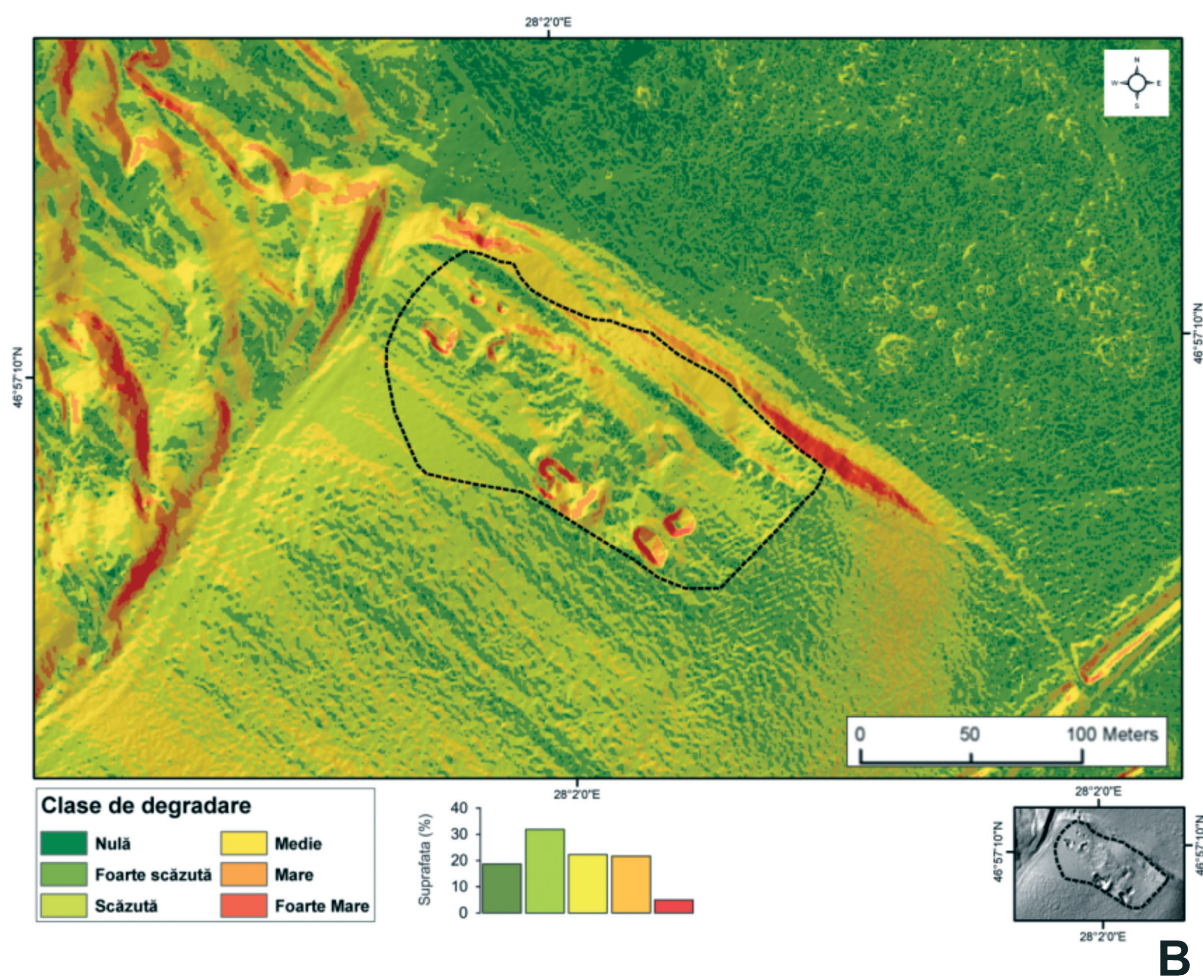 28°2'0"E
N
W E
S
46°57'10"N
46°57'10"N
0 50 100 Meters
28°2'0"E
28°2'0"E
Clase de degradare
Nulă Medie
Foarte scăzută Mare
Scăzută Foarte Mare
Suprafata (%)
40
30
20
10
0
46°57'10"N
46°57'10"N
28°2'0"E
B